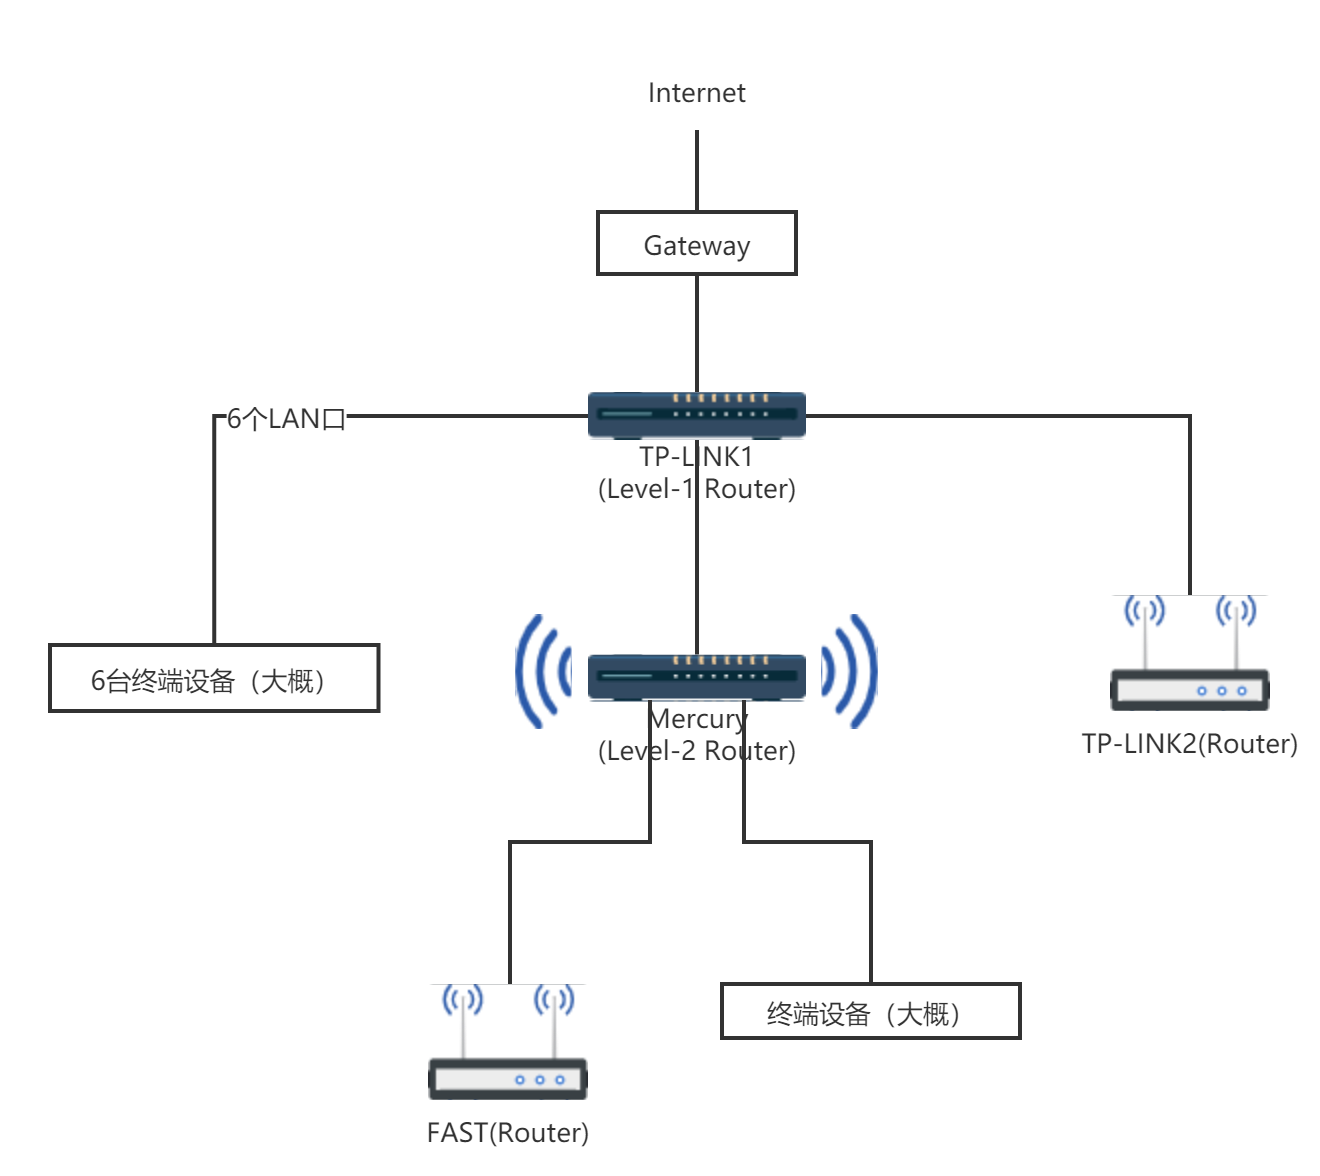 Internet
Gateway
6个LAN口
TP-LINK1
(Level-1 Router)
6台终端设备（大概）
Mercury
(Level-2 Router)
TP-LINK2(Router)
终端设备（大概）
FAST(Router)